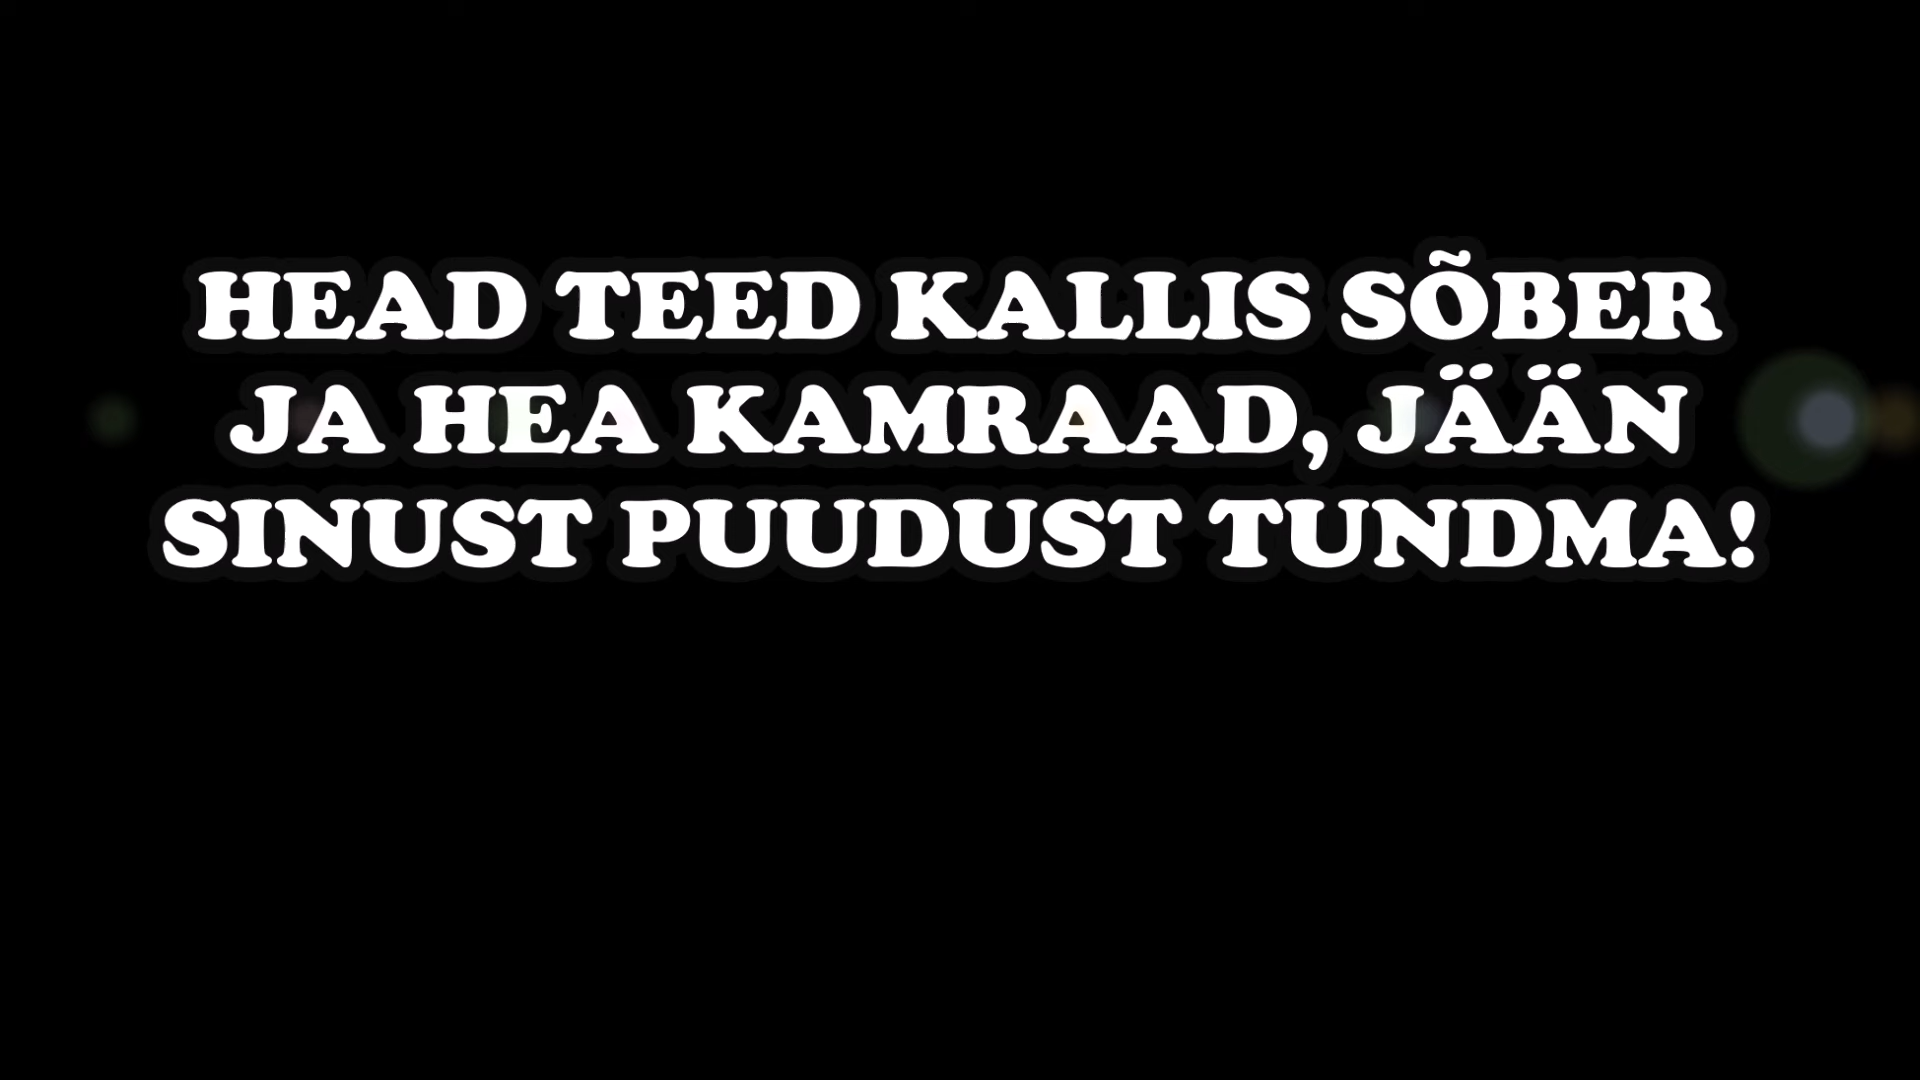 HEAD TEED KALLIS SÕBER
JA HEA KAMRAAD, JÄÄN
SINUST PUUDUST TUNDMA!